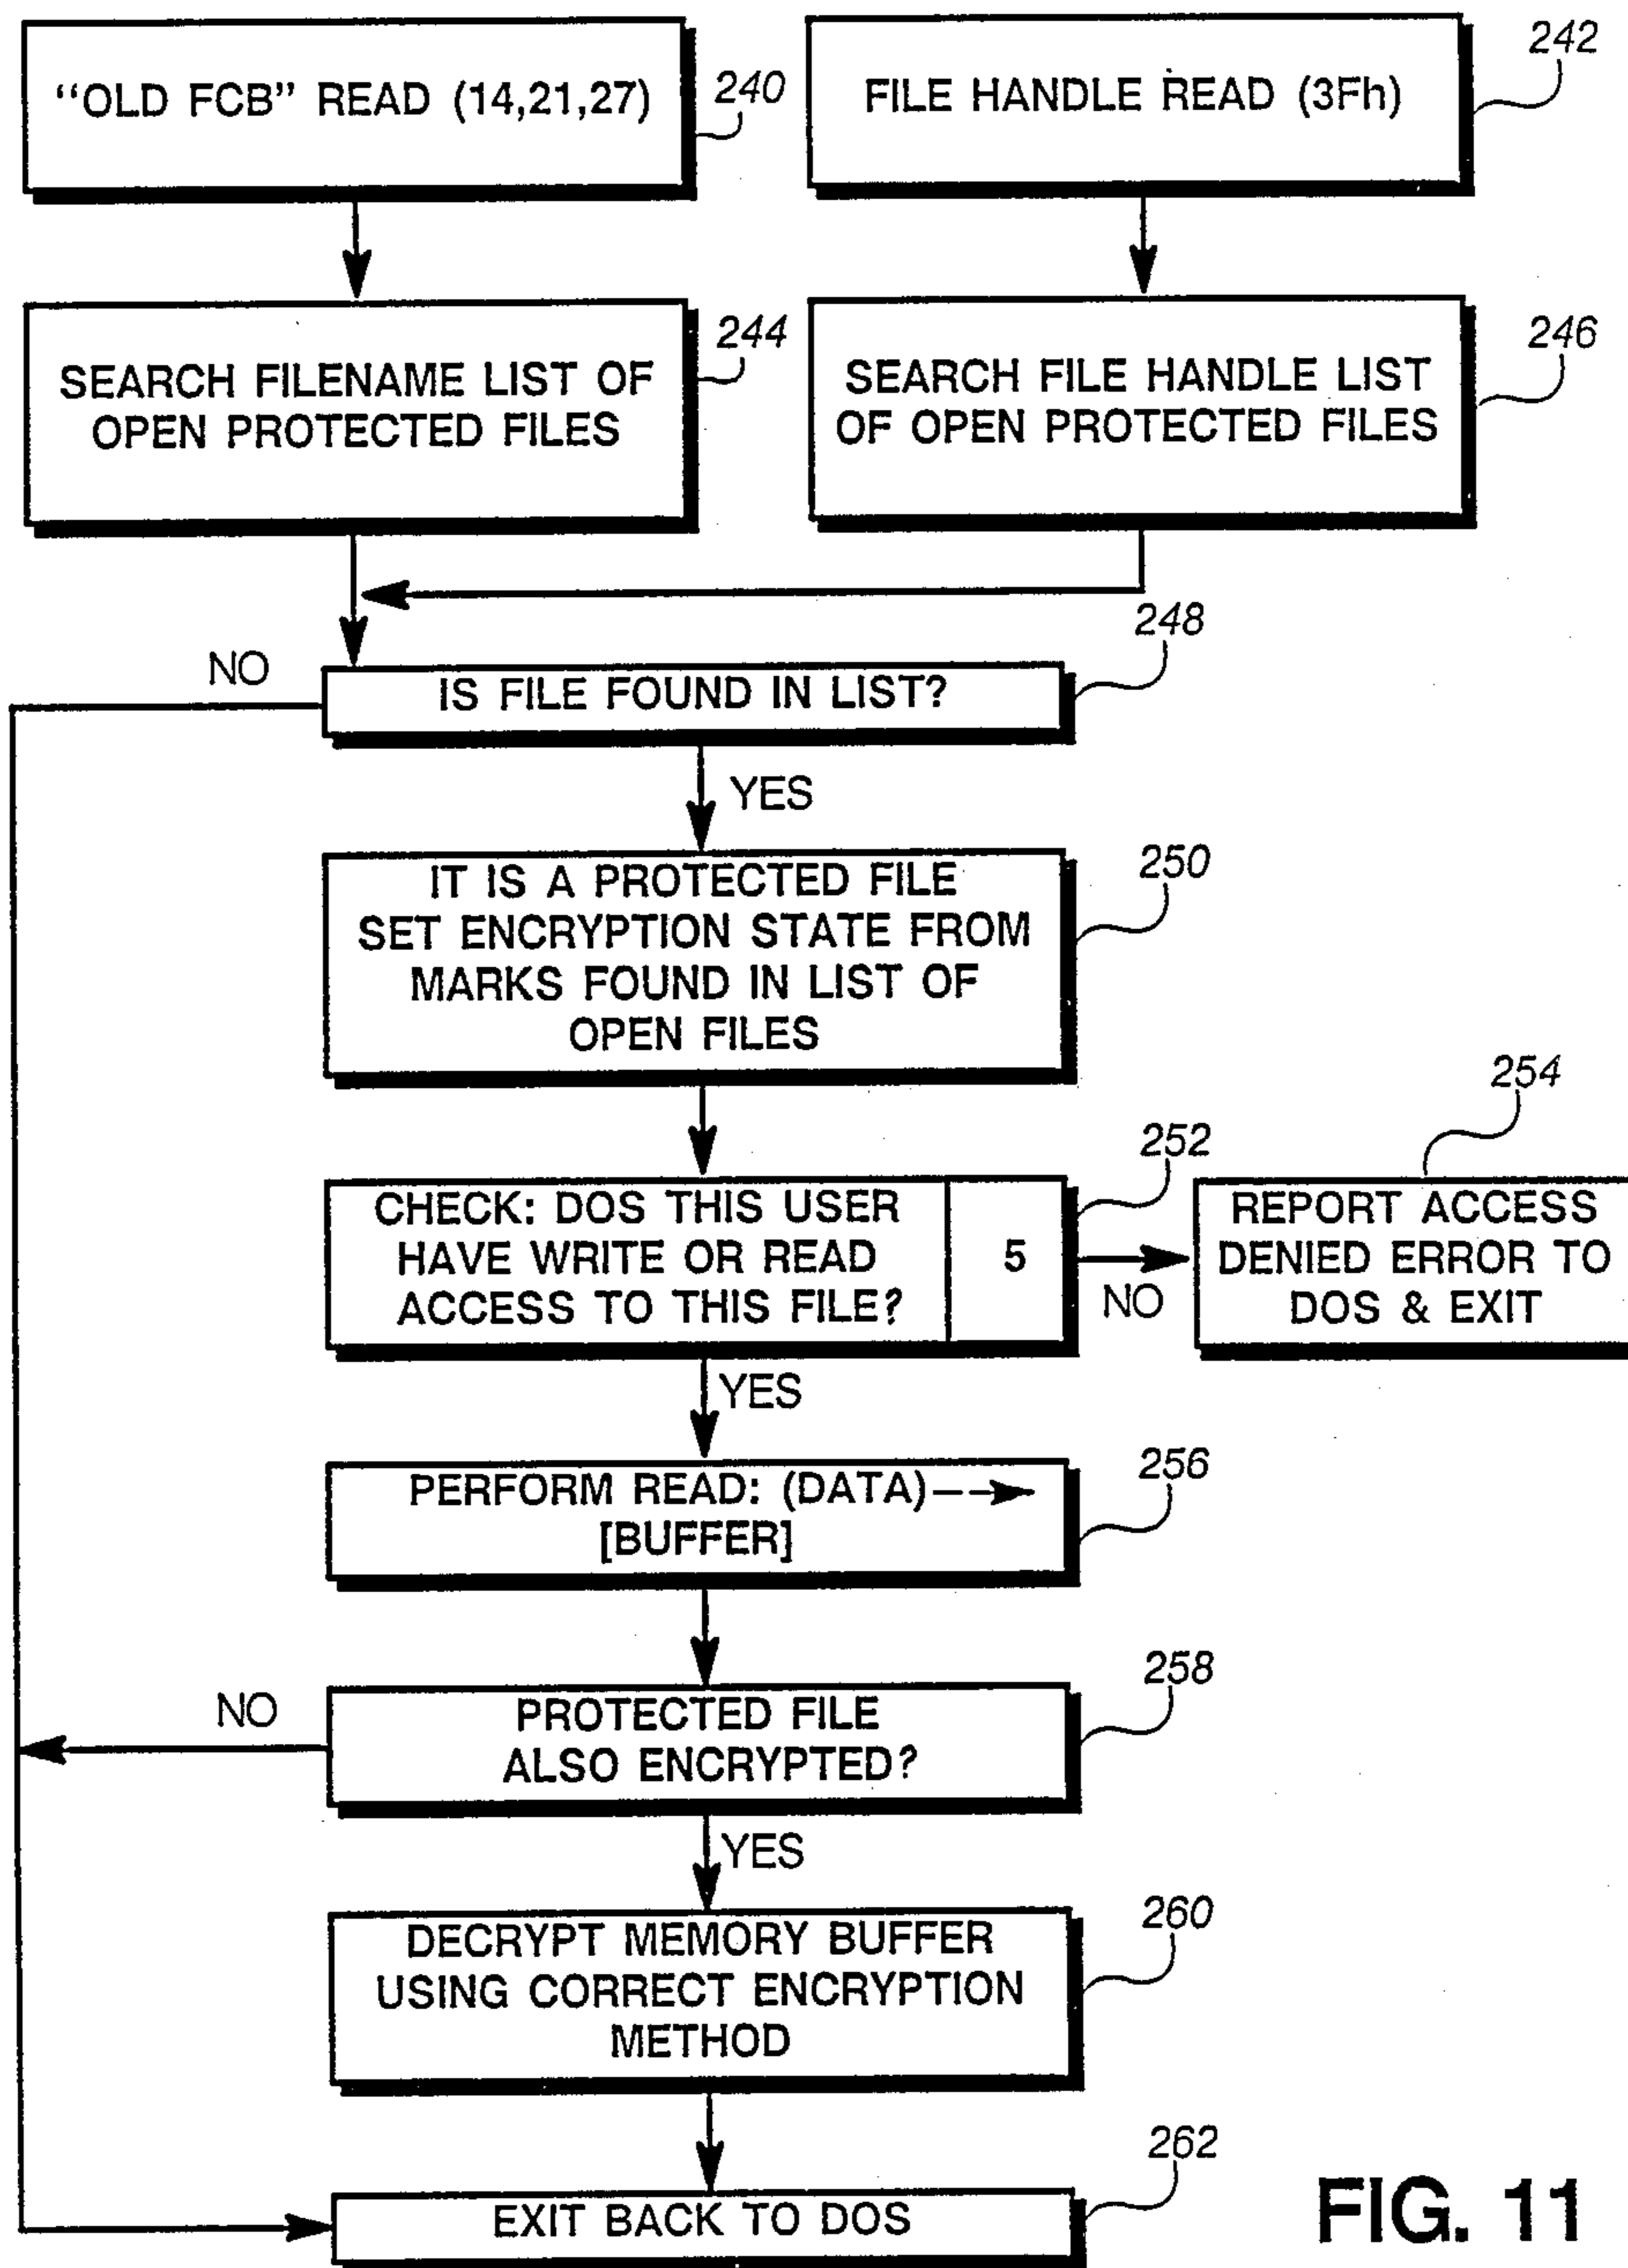 "OLD FCB" READ (14,21,27)
240
FILE HANDLE READ (3Fh)
242
SEARCH FILENAME LIST OF
OPEN PROTECTED FILES
244
SEARCH FILE HANDLE LIST
OF OPEN PROTECTED FILES
246
NO
IS FILE FOUND IN LIST?
248
YES
IT IS A PROTECTED FILE
SET ENCRYPTION STATE FROM
MARKS FOUND IN LIST OF
OPEN FILES
250
CHECK: DOS THIS USER
HAVE WRITE OR READ
ACCESS TO THIS FILE?
5
252
NO
REPORT ACCESS
DENIED ERROR TO
DOS & EXIT
254
YES
PERFORM READ: (DATA)-->
[BUFFER]
256
NO
PROTECTED FILE
ALSO ENCRYPTED?
258
YES
DECRYPT MEMORY BUFFER
USING CORRECT ENCRYPTION
METHOD
260
EXIT BACK TO DOS
262
FIG. 11